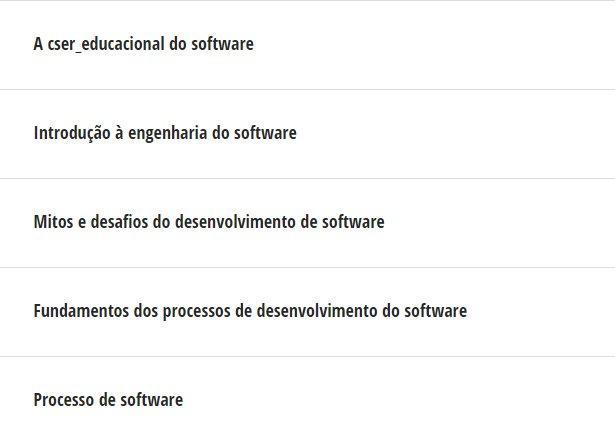 A cser_educacional do software
Introdução à engenharia do software
Mitos e desafios do desenvolvimento de software
Fundamentos dos processos de desenvolvimento do software
Processo de software